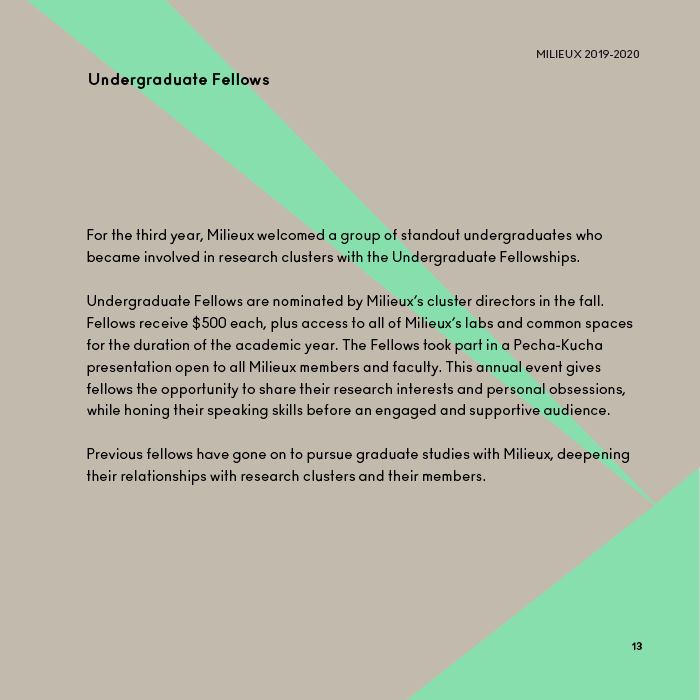 MILIEUX 2019-2020
Undergraduate Fellows
For the third year, Milieux welcomed a group of standout undergraduates who
became involved in research clusters with the Undergraduate Fellowships.
Undergraduate Fellows are nominated by Milieux’s cluster directors in the fall.
Fellows receive $500 each, plus access to all of Milieux’s labs and common spaces
for the duration of the academic year. The Fellows took part in a Pecha-Kucha
presentation open to all Milieux members and faculty. This annual event gives
fellows the opportunity to share their research interests and personal obsessions,
while honing their speaking skills before an engaged and supportive audience.
Previous fellows have gone on to pursue graduate studies with Milieux, deepening
their relationships with research clusters and their members.
13